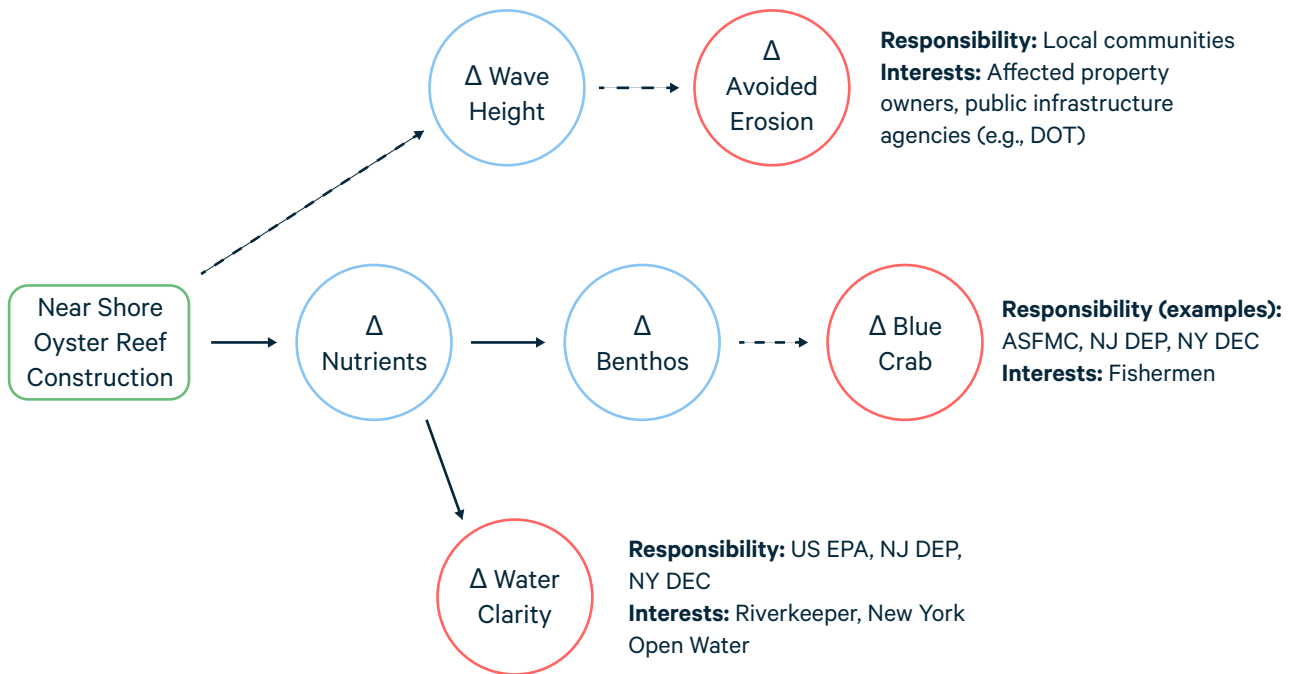 Δ Wave
Height
Δ
Avoided
Erosion
Responsibility: Local communities
Interests: Affected property
owners, public infrastructure
agencies (e.g., DOT)
Near Shore
Oyster Reef
Construction
Δ
Nutrients
Δ
Benthos
Δ Blue
Crab
Responsibility (examples):
ASFMC, NJ DEP, NY DEC
Interests: Fishermen
Δ Water
Clarity
Responsibility: US EPA, NJ DEP,
NY DEC
Interests: Riverkeeper, New York
Open Water